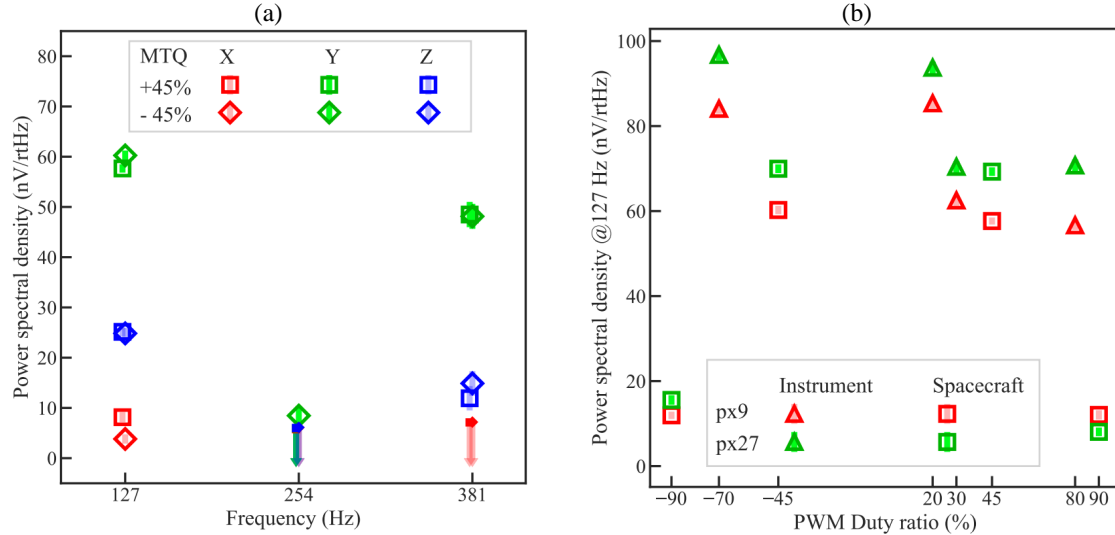 (a)
80
70
60
50
40
30
20
10
0
Power spectral density (nV/rtHz)
MTQ X Y Z
+45%
- 45%
127 254 381
Frequency (Hz)
(b)
100
80
60
40
20
0
Power spectral density @127 Hz (nV/rtHz)
Instrument Spacecraft
px9
px27
−90 −70 −45 20 30 45 80 90
PWM Duty ratio (%)